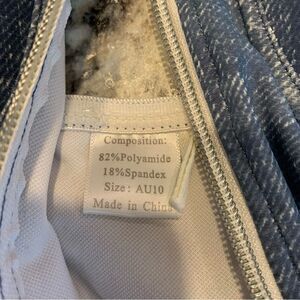 Composition:
82%Polyamide
18%Spandex
Size: AU10
Made in China